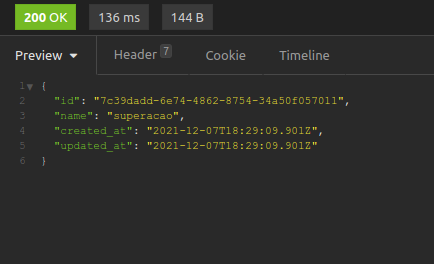 200 OK 136 ms 144 B
Preview Header 7 Cookie Timeline
1 {
2 "id": "7c39dadd-6e74-4862-8754-34a50f057011",
3 "name": "superacao",
4 "created_at": "2021-12-07T18:29:09.901Z",
5 "updated_at": "2021-12-07T18:29:09.901Z"
6 }